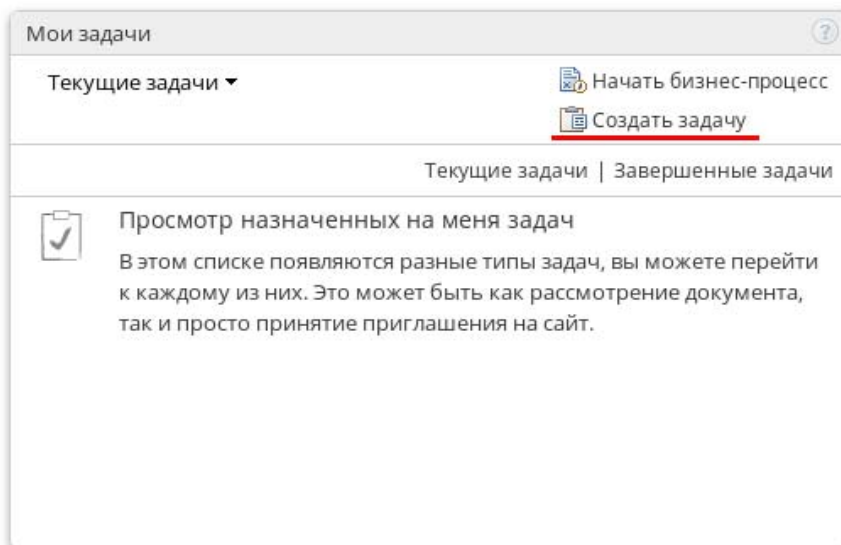 Мои задачи
?
Текущие задачи
Начать бизнес-процесс
Создать задачу
Текущие задачи | Завершенные задачи
Просмотр назначенных на меня задач
В этом списке появляются разные типы задач, вы можете перейти
к каждому из них. Это может быть как рассмотрение документа,
так и просто принятие приглашения на сайт.